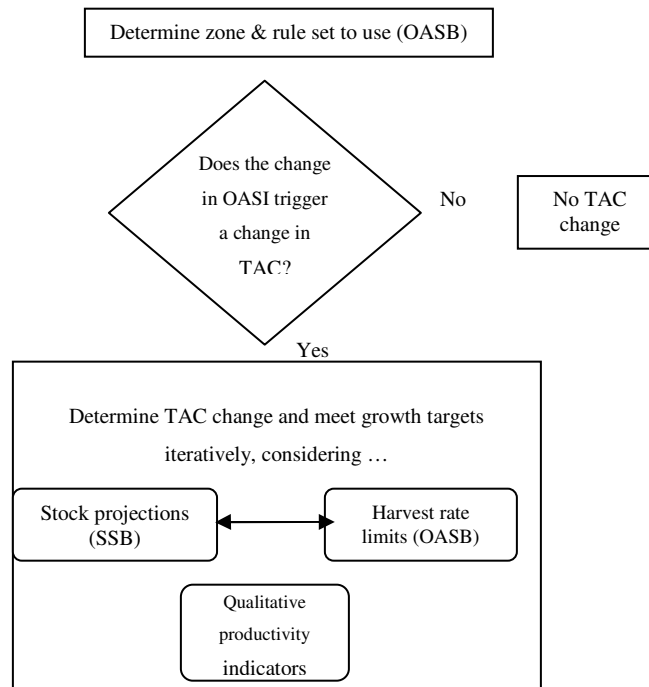 Determine zone & rule set to use (OASB)
Does the change
in OASI trigger
a change in
TAC?
No
No TAC
change
Yes
Determine TAC change and meet growth targets
iteratively, considering …
Stock projections
(SSB)
Harvest rate
limits (OASB)
Qualitative
productivity
indicators